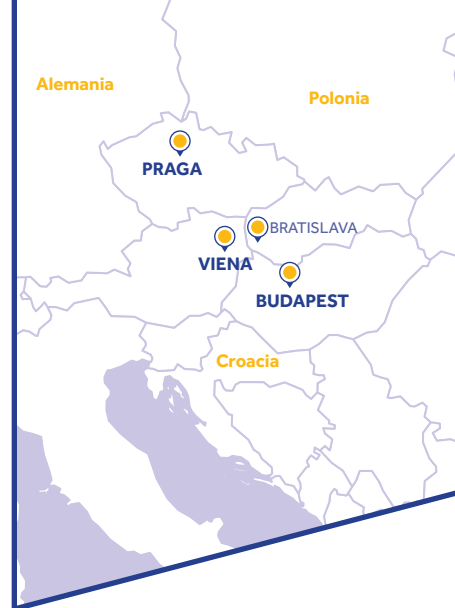 Alemania
Polonia
PRAGA
BRATISLAVA
VIENA
BUDAPEST
Croacia